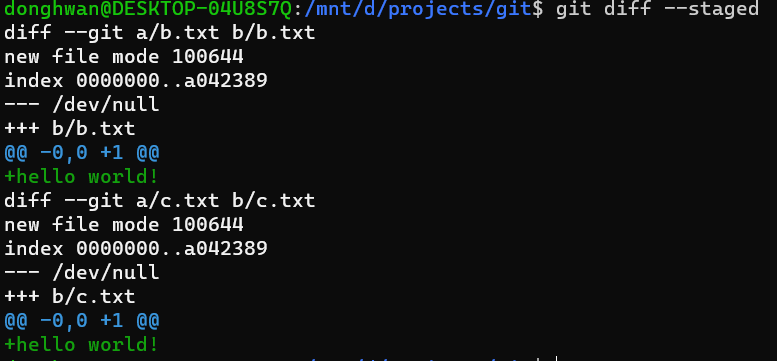 donghwan@DESKTOP-04U8S7Q:/mnt/d/projects/git$ git diff --staged
diff --git a/b.txt b/b.txt
new file mode 100644
index 0000000..a042389
--- /dev/null
+++ b/b.txt
@@ -0,0 +1 @@
+hello world!
diff --git a/c.txt b/c.txt
new file mode 100644
index 0000000..a042389
--- /dev/null
+++ b/c.txt
@@ -0,0 +1 @@
+hello world!